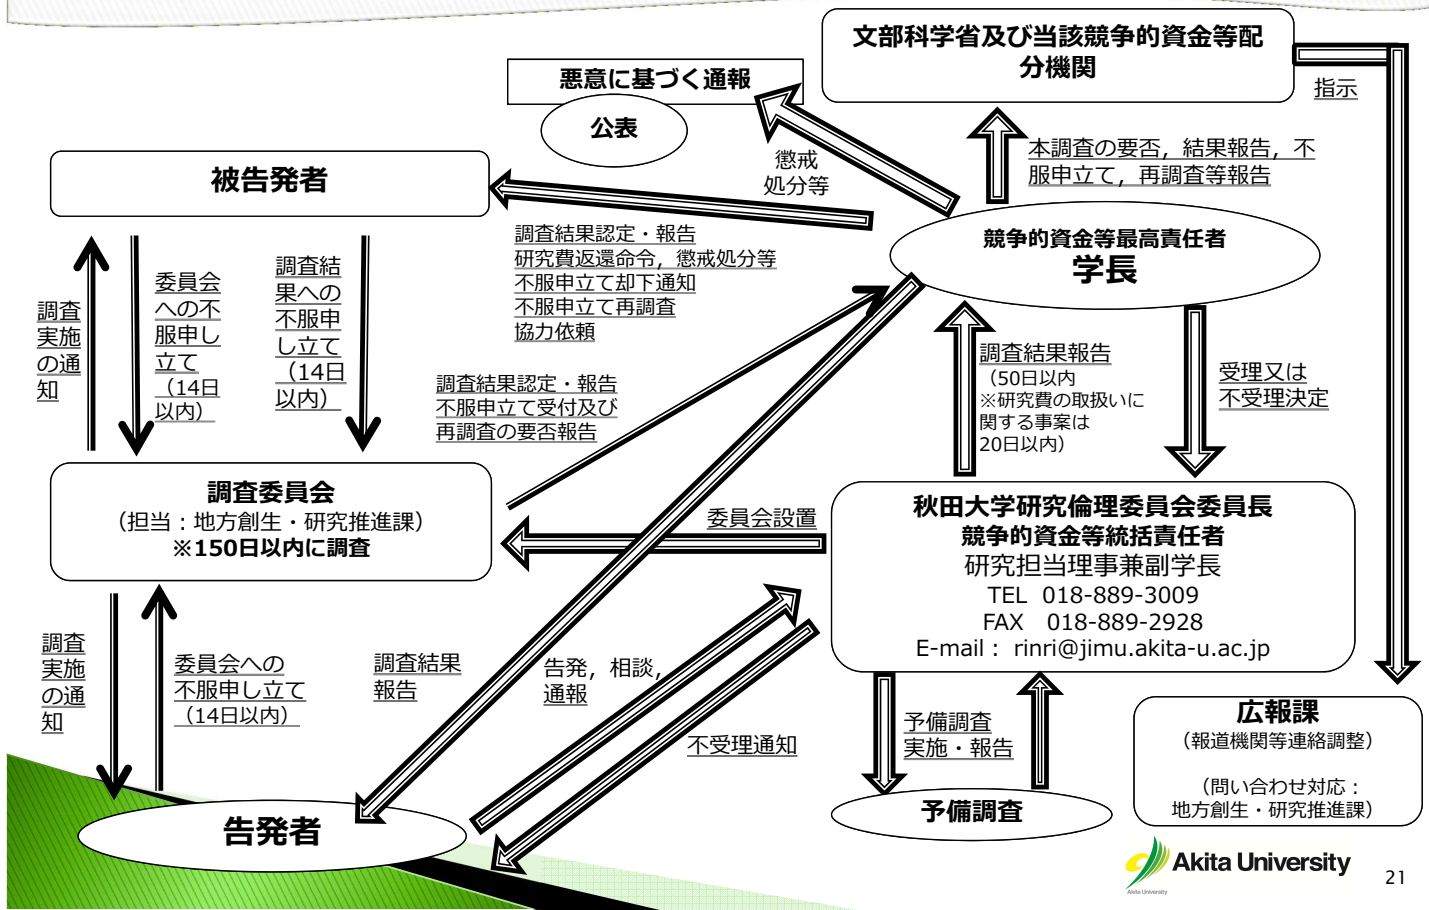 文部科学省及び当該競争的資金等配
分機関
指示
悪意に基づく通報
公表
懲戒
処分等
本調査の要否，結果報告，不
服申立て，再調査等報告
被告発者
競争的資金等最高責任者
学長
調査結果認定・報告
研究費返還命令，懲戒処分等
不服申立て却下通知
不服申立て再調査
協力依頼
調査
実施
の通
知
委員会
への不
服申し
立て
（14日
以内）
調査結
果への
不服申
し立て
（14日
以内）
調査結果認定・報告
不服申立て受付及び
再調査の要否報告
調査結果報告
（50日以内
※研究費の取扱いに
関する事案は
20日以内）
受理又は
不受理決定
調査委員会
（担当：地方創生・研究推進課）
※150日以内に調査
委員会設置
秋田大学研究倫理委員会委員長
競争的資金等統括責任者
研究担当理事兼副学長
TEL 018-889-3009
FAX 018-889-2928
E-mail： rinri@jimu.akita-u.ac.jp
調査
実施
の通
知
委員会への
不服申し立て
（14日以内）
調査結果
報告
告発，相談，
通報
不受理通知
予備調査
実施・報告
広報課
（報道機関等連絡調整）
（問い合わせ対応：
地方創生・研究推進課）
告発者
予備調査
Akita University
Akita University
21